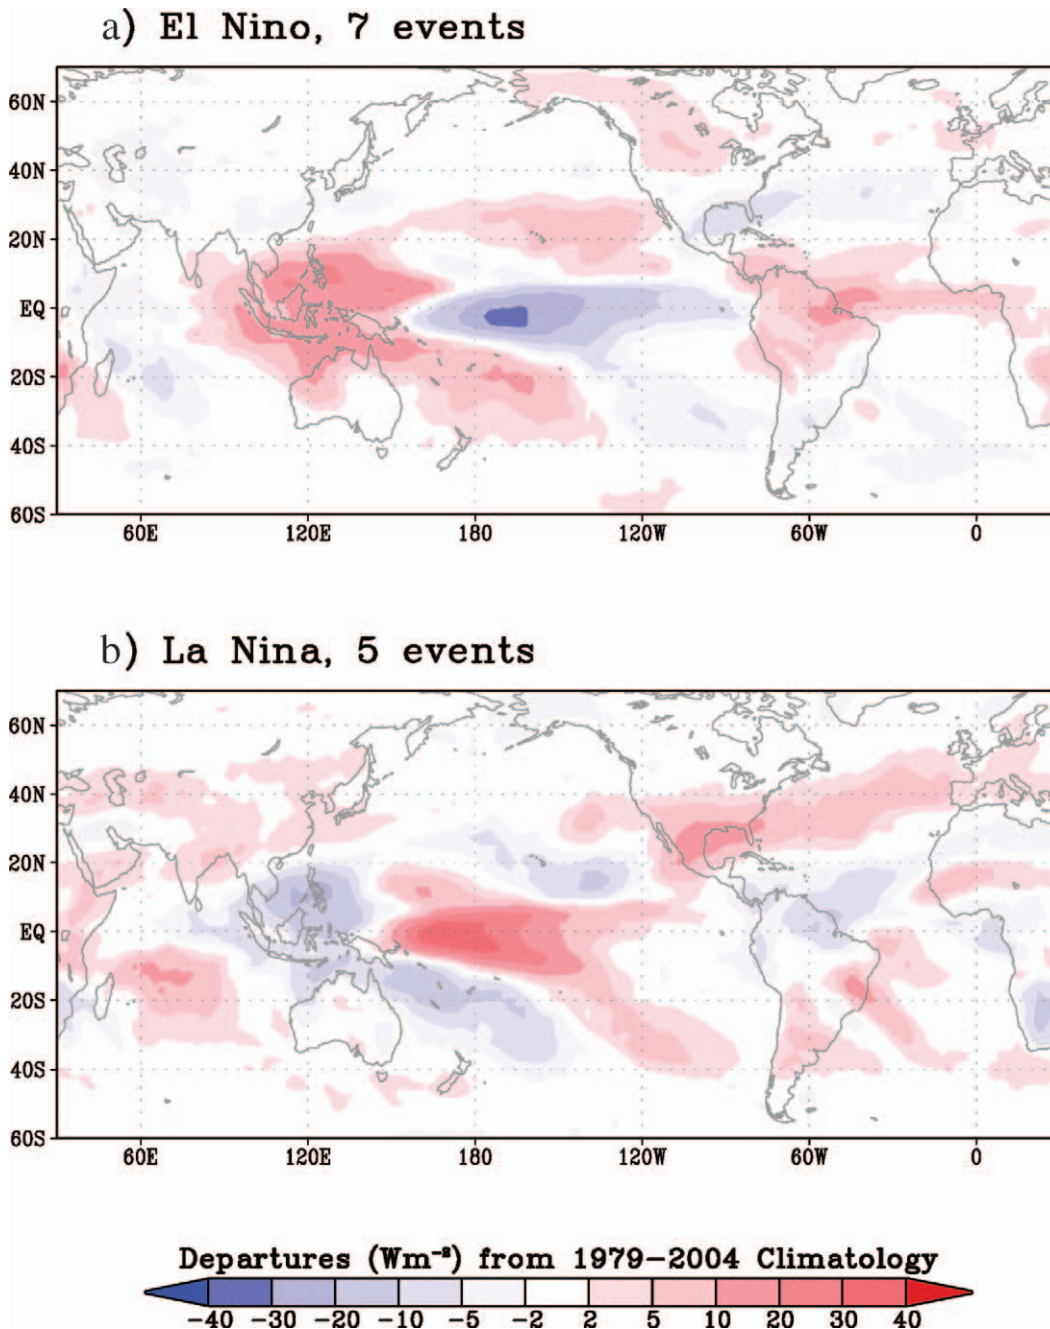 a) El Nino, 7 events
60N
40N
20N
EQ
20S
40S
60S
60E 120E 180 120W 60W 0
b) La Nina, 5 events
60N
40N
20N
EQ
20S
40S
60S
60E 120E 180 120W 60W 0
Departures (Wm⁻²) from 1979-2004 Climatology
-40 -30 -20 -10 -5 -2 2 5 10 20 30 40